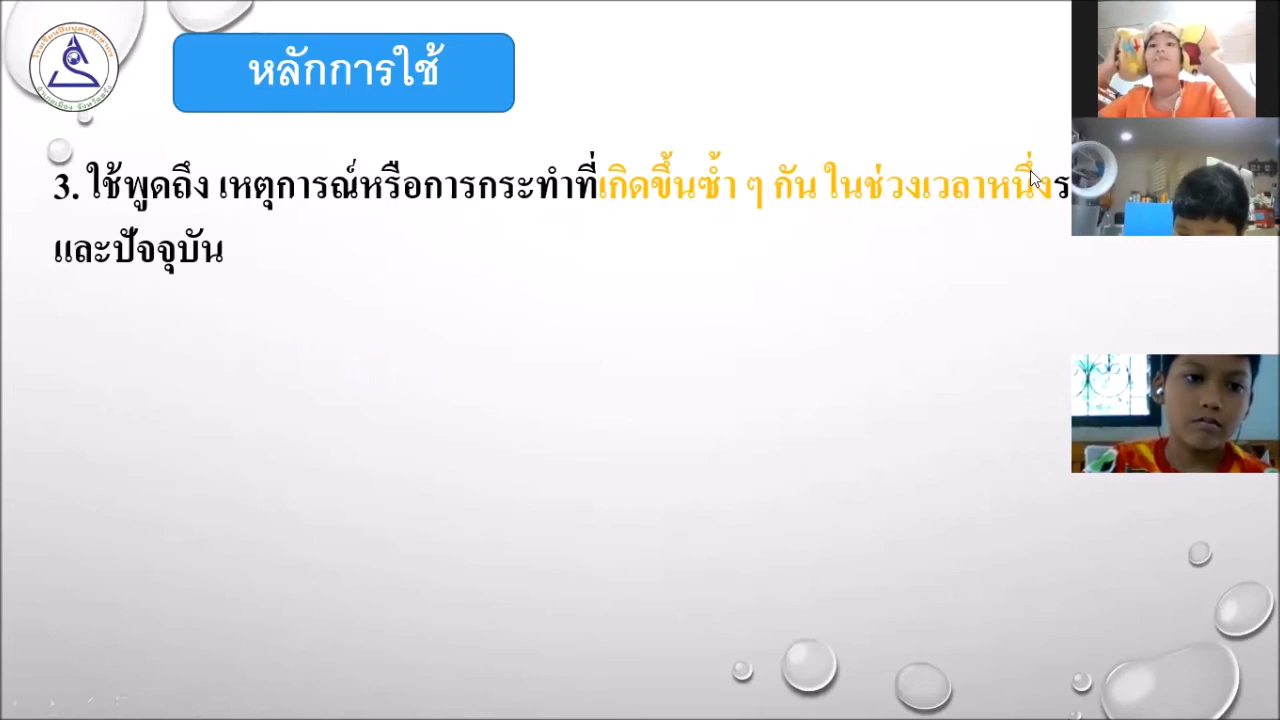 หลักการใช้
3. ใช้พูดถึง เหตุการณ์หรือการกระทำที่เกิดขึ้นซ้ำ ๆ กัน ในช่วงเวลาหนึ่ง
และปัจจุบัน